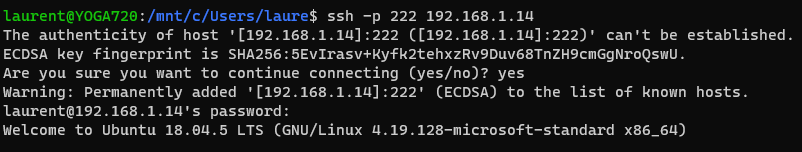 laurent@YOGA720:/mnt/c/Users/laure$ ssh -p 222 192.168.1.14
The authenticity of host '[192.168.1.14]:222 ([192.168.1.14]:222)' can't be established.
ECDSA key fingerprint is SHA256:5EvIrasv+Kyfk2tehxzRv9Duv68TnZH9cmGgNroQswU.
Are you sure you want to continue connecting (yes/no)? yes
Warning: Permanently added '[192.168.1.14]:222' (ECDSA) to the list of known hosts.
laurent@192.168.1.14's password:
Welcome to Ubuntu 18.04.5 LTS (GNU/Linux 4.19.128-microsoft-standard x86_64)